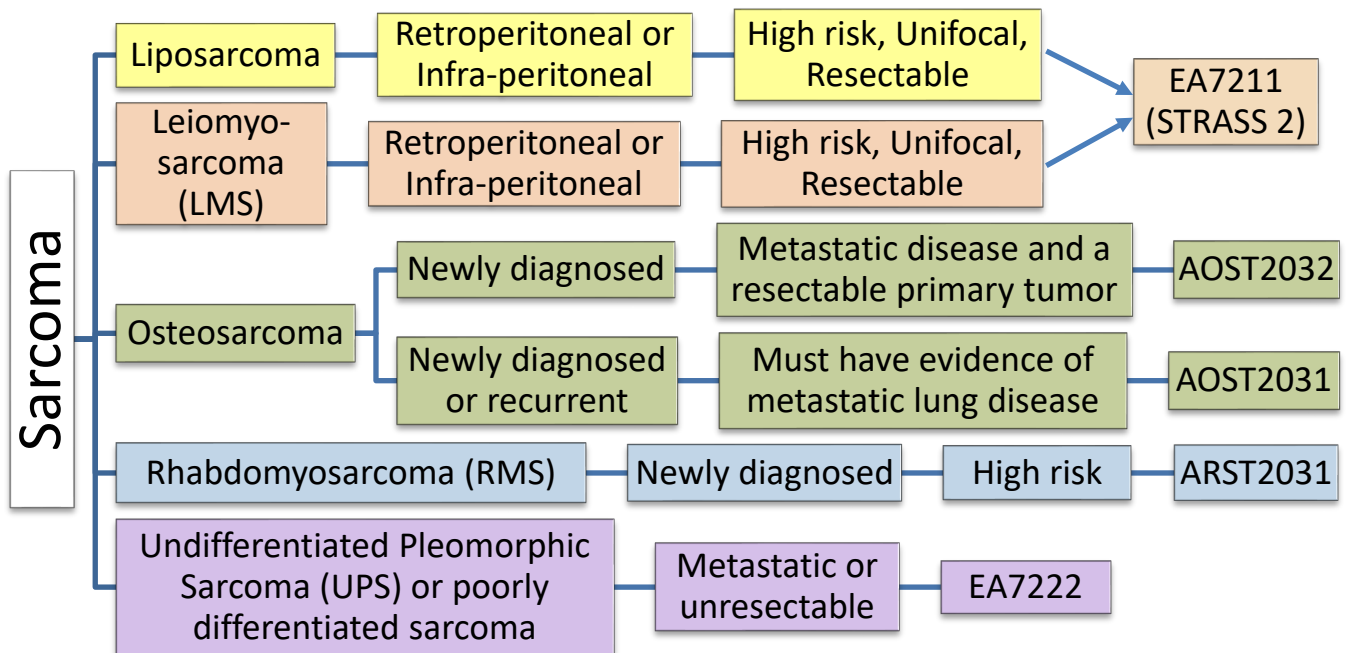 Sarcoma
Liposarcoma
Retroperitoneal or
Infra-peritoneal
High risk, Unifocal,
Resectable
EA7211
(STRASS 2)
Leiomyo-
sarcoma
(LMS)
Retroperitoneal or
Infra-peritoneal
High risk, Unifocal,
Resectable
Osteosarcoma
Newly diagnosed
Metastatic disease and a
resectable primary tumor
AOST2032
Newly diagnosed
or recurrent
Must have evidence of
metastatic lung disease
AOST2031
Rhabdomyosarcoma (RMS)
Newly diagnosed
High risk
ARST2031
Undifferentiated Pleomorphic
Sarcoma (UPS) or poorly
differentiated sarcoma
Metastatic or
unresectable
EA7222